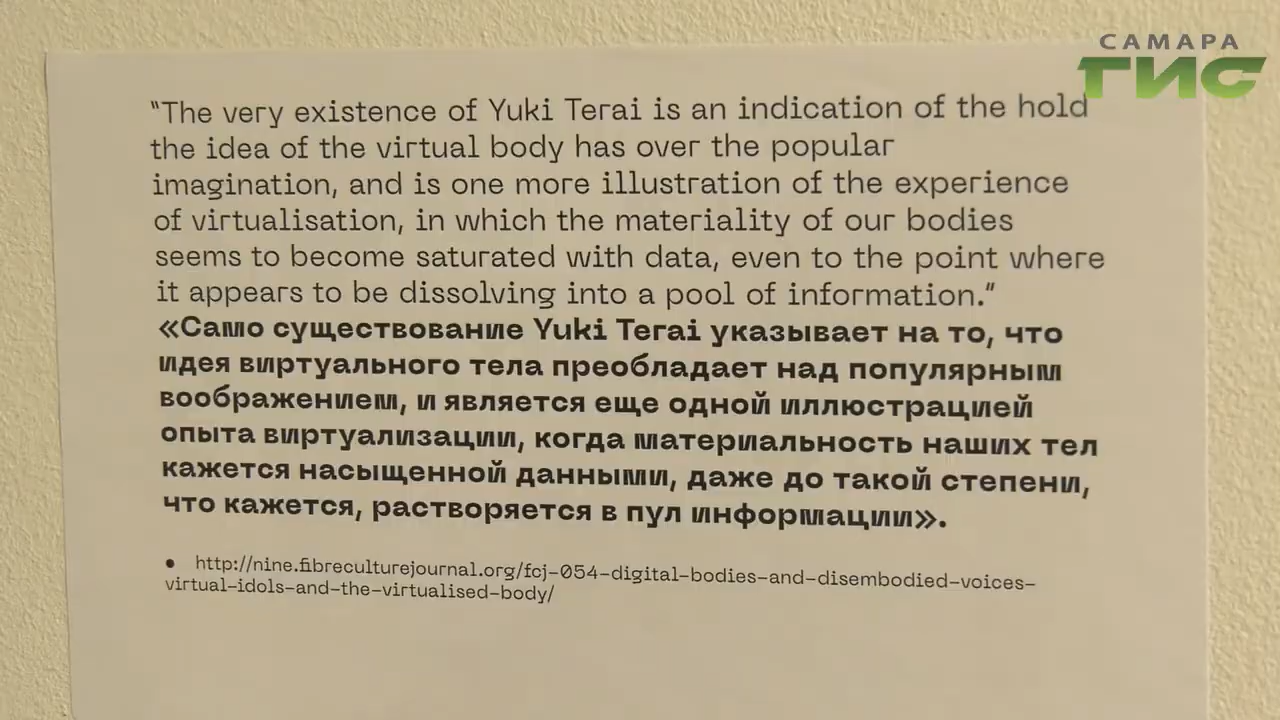 САМАРА
ГИС
"The very existence of Yuki Terai is an indication of the hold
the idea of the virtual body has over the popular
imagination, and is one more illustration of the experience
of virtualisation, in which the materiality of our bodies
seems to become saturated with data, even to the point where
it appears to be dissolving into a pool of information."
«Само существование Yuki Terai указывает на то, что
идея виртуального тела преобладает над популярным
воображением, и является еще одной иллюстрацией
опыта виртуализации, когда материальность наших тел
кажется насыщенной данными, даже до такой степени,
что кажется, растворяется в пул информации».
• http://nine.fibreculturejournal.org/fcj-054-digital-bodies-and-disembodied-voices-
virtual-idols-and-the-virtualised-body/